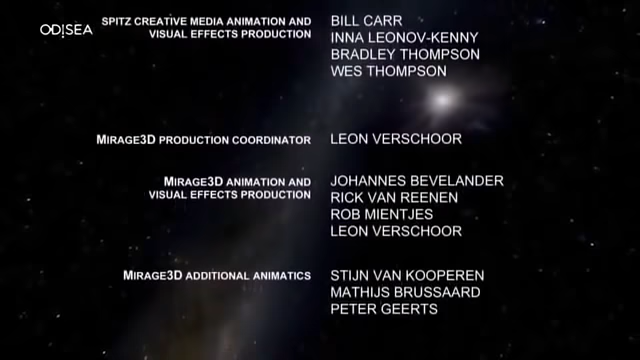 SPITZ CREATIVE MEDIA ANIMATION AND
VISUAL EFFECTS PRODUCTION
BILL CARR
INNA LEONOV-KENNY
BRADLEY THOMPSON
WES THOMPSON
ODISEA
MIRAGE3D PRODUCTION COORDINATOR
LEON VERSCHOOR
MIRAGE3D ANIMATION AND
VISUAL EFFECTS PRODUCTION
JOHANNES BEVELANDER
RICK VAN REENEN
ROB MIENTJES
LEON VERSCHOOR
MIRAGE3D ADDITIONAL ANIMATICS
STIJN VAN KOOPEREN
MATHIJS BRUSSAARD
PETER GEERTS